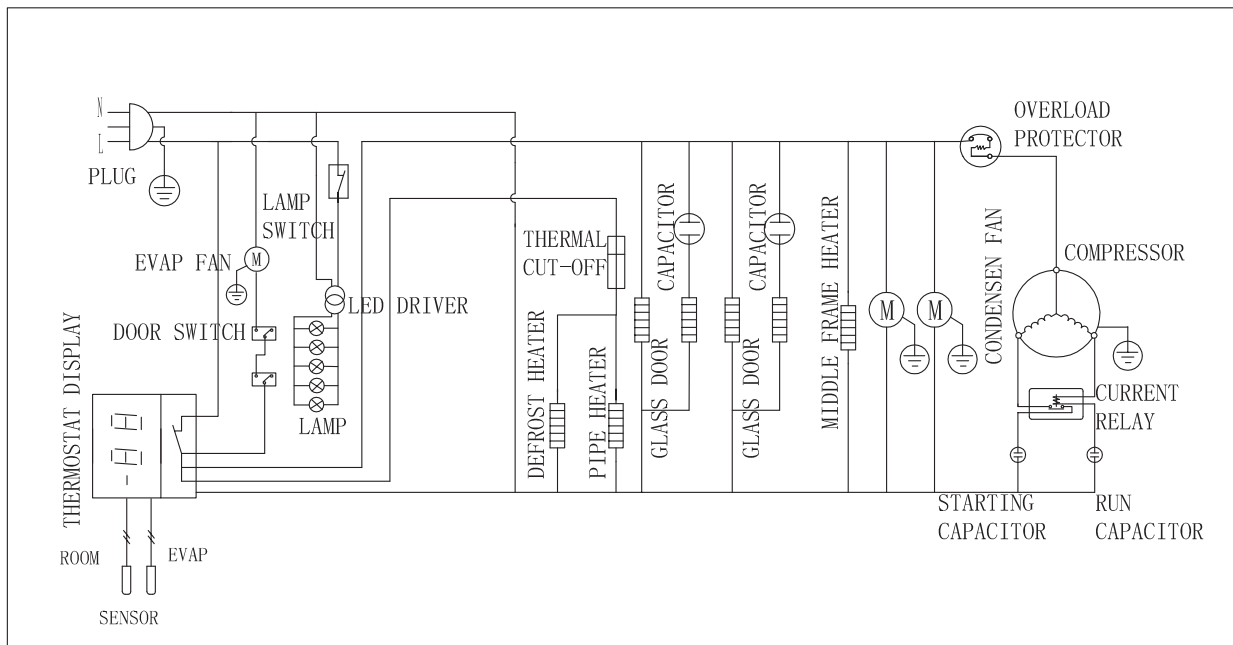 N
L
PLUG
LAMP
SWITCH
EVAP FAN
M
DOOR SWITCH
LED DRIVER
LAMP
THERMOSTAT DISPLAY
ROOM
EVAP
SENSOR
THERMAL
CUT-OFF
DEFROST HEATER
PIPE HEATER
CAPACITOR
GLASS DOOR
CAPACITOR
GLASS DOOR
MIDDLE FRAME HEATER
M
M
CONDENSEN FAN
OVERLOAD
PROTECTOR
COMPRESSOR
CURRENT
RELAY
STARTING
CAPACITOR
RUN
CAPACITOR